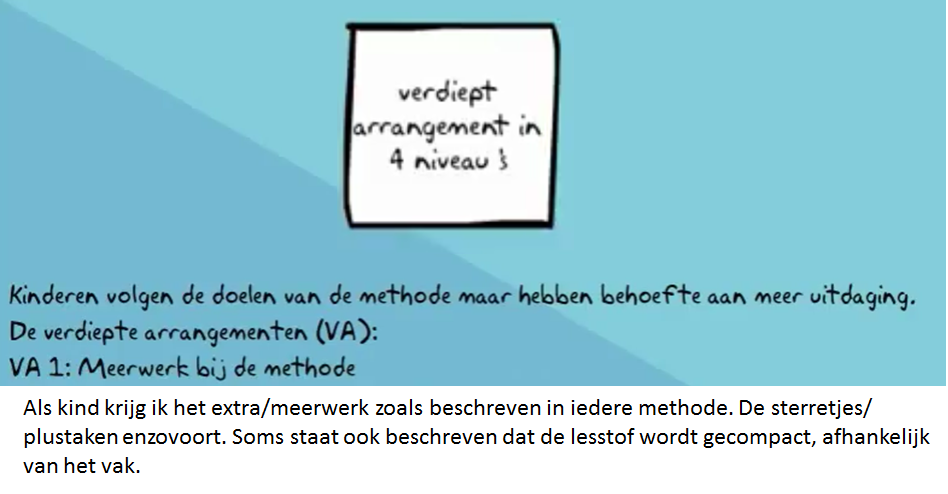 verdiept
arrangement in
4 niveau's
Kinderen volgen de doelen van de methode maar hebben behoefte aan meer uitdaging.
De verdiepte arrangementen (VA):
VA 1: Meerwerk bij de methode
Als kind krijg ik het extra/meerwerk zoals beschreven in iedere methode. De sterretjes/
plustaken enzovoort. Soms staat ook beschreven dat de lesstof wordt gecompact, afhankelijk
van het vak.